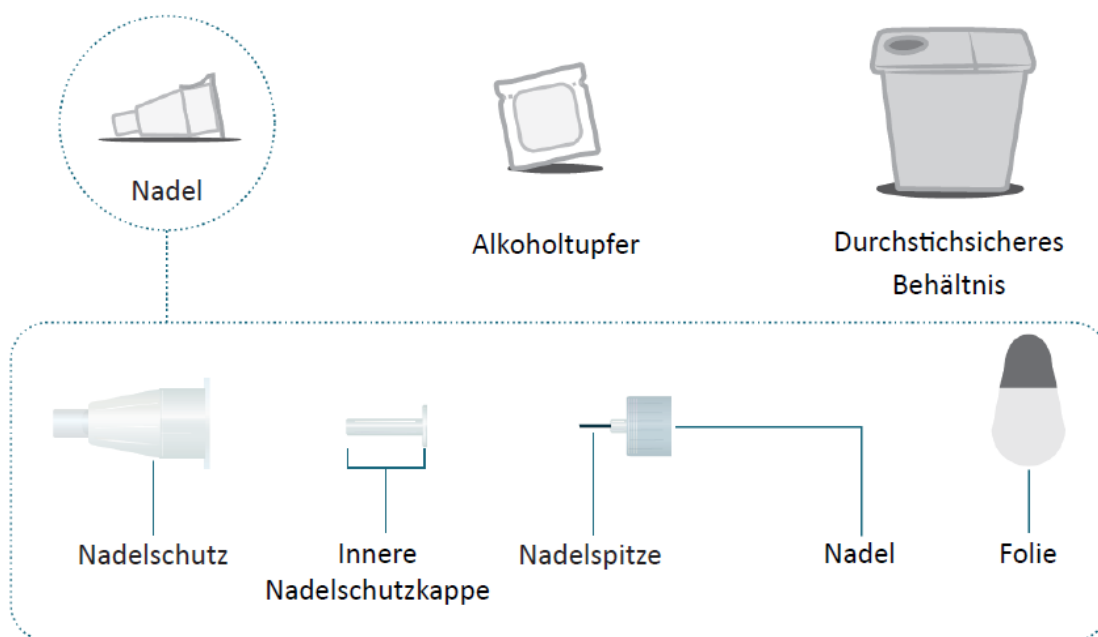 Nadel
Alkoholtupfer
Durchstichsicheres
Behältnis
Nadelschutz
Innere
Nadelschutzkappe
Nadelspitze
Nadel
Folie